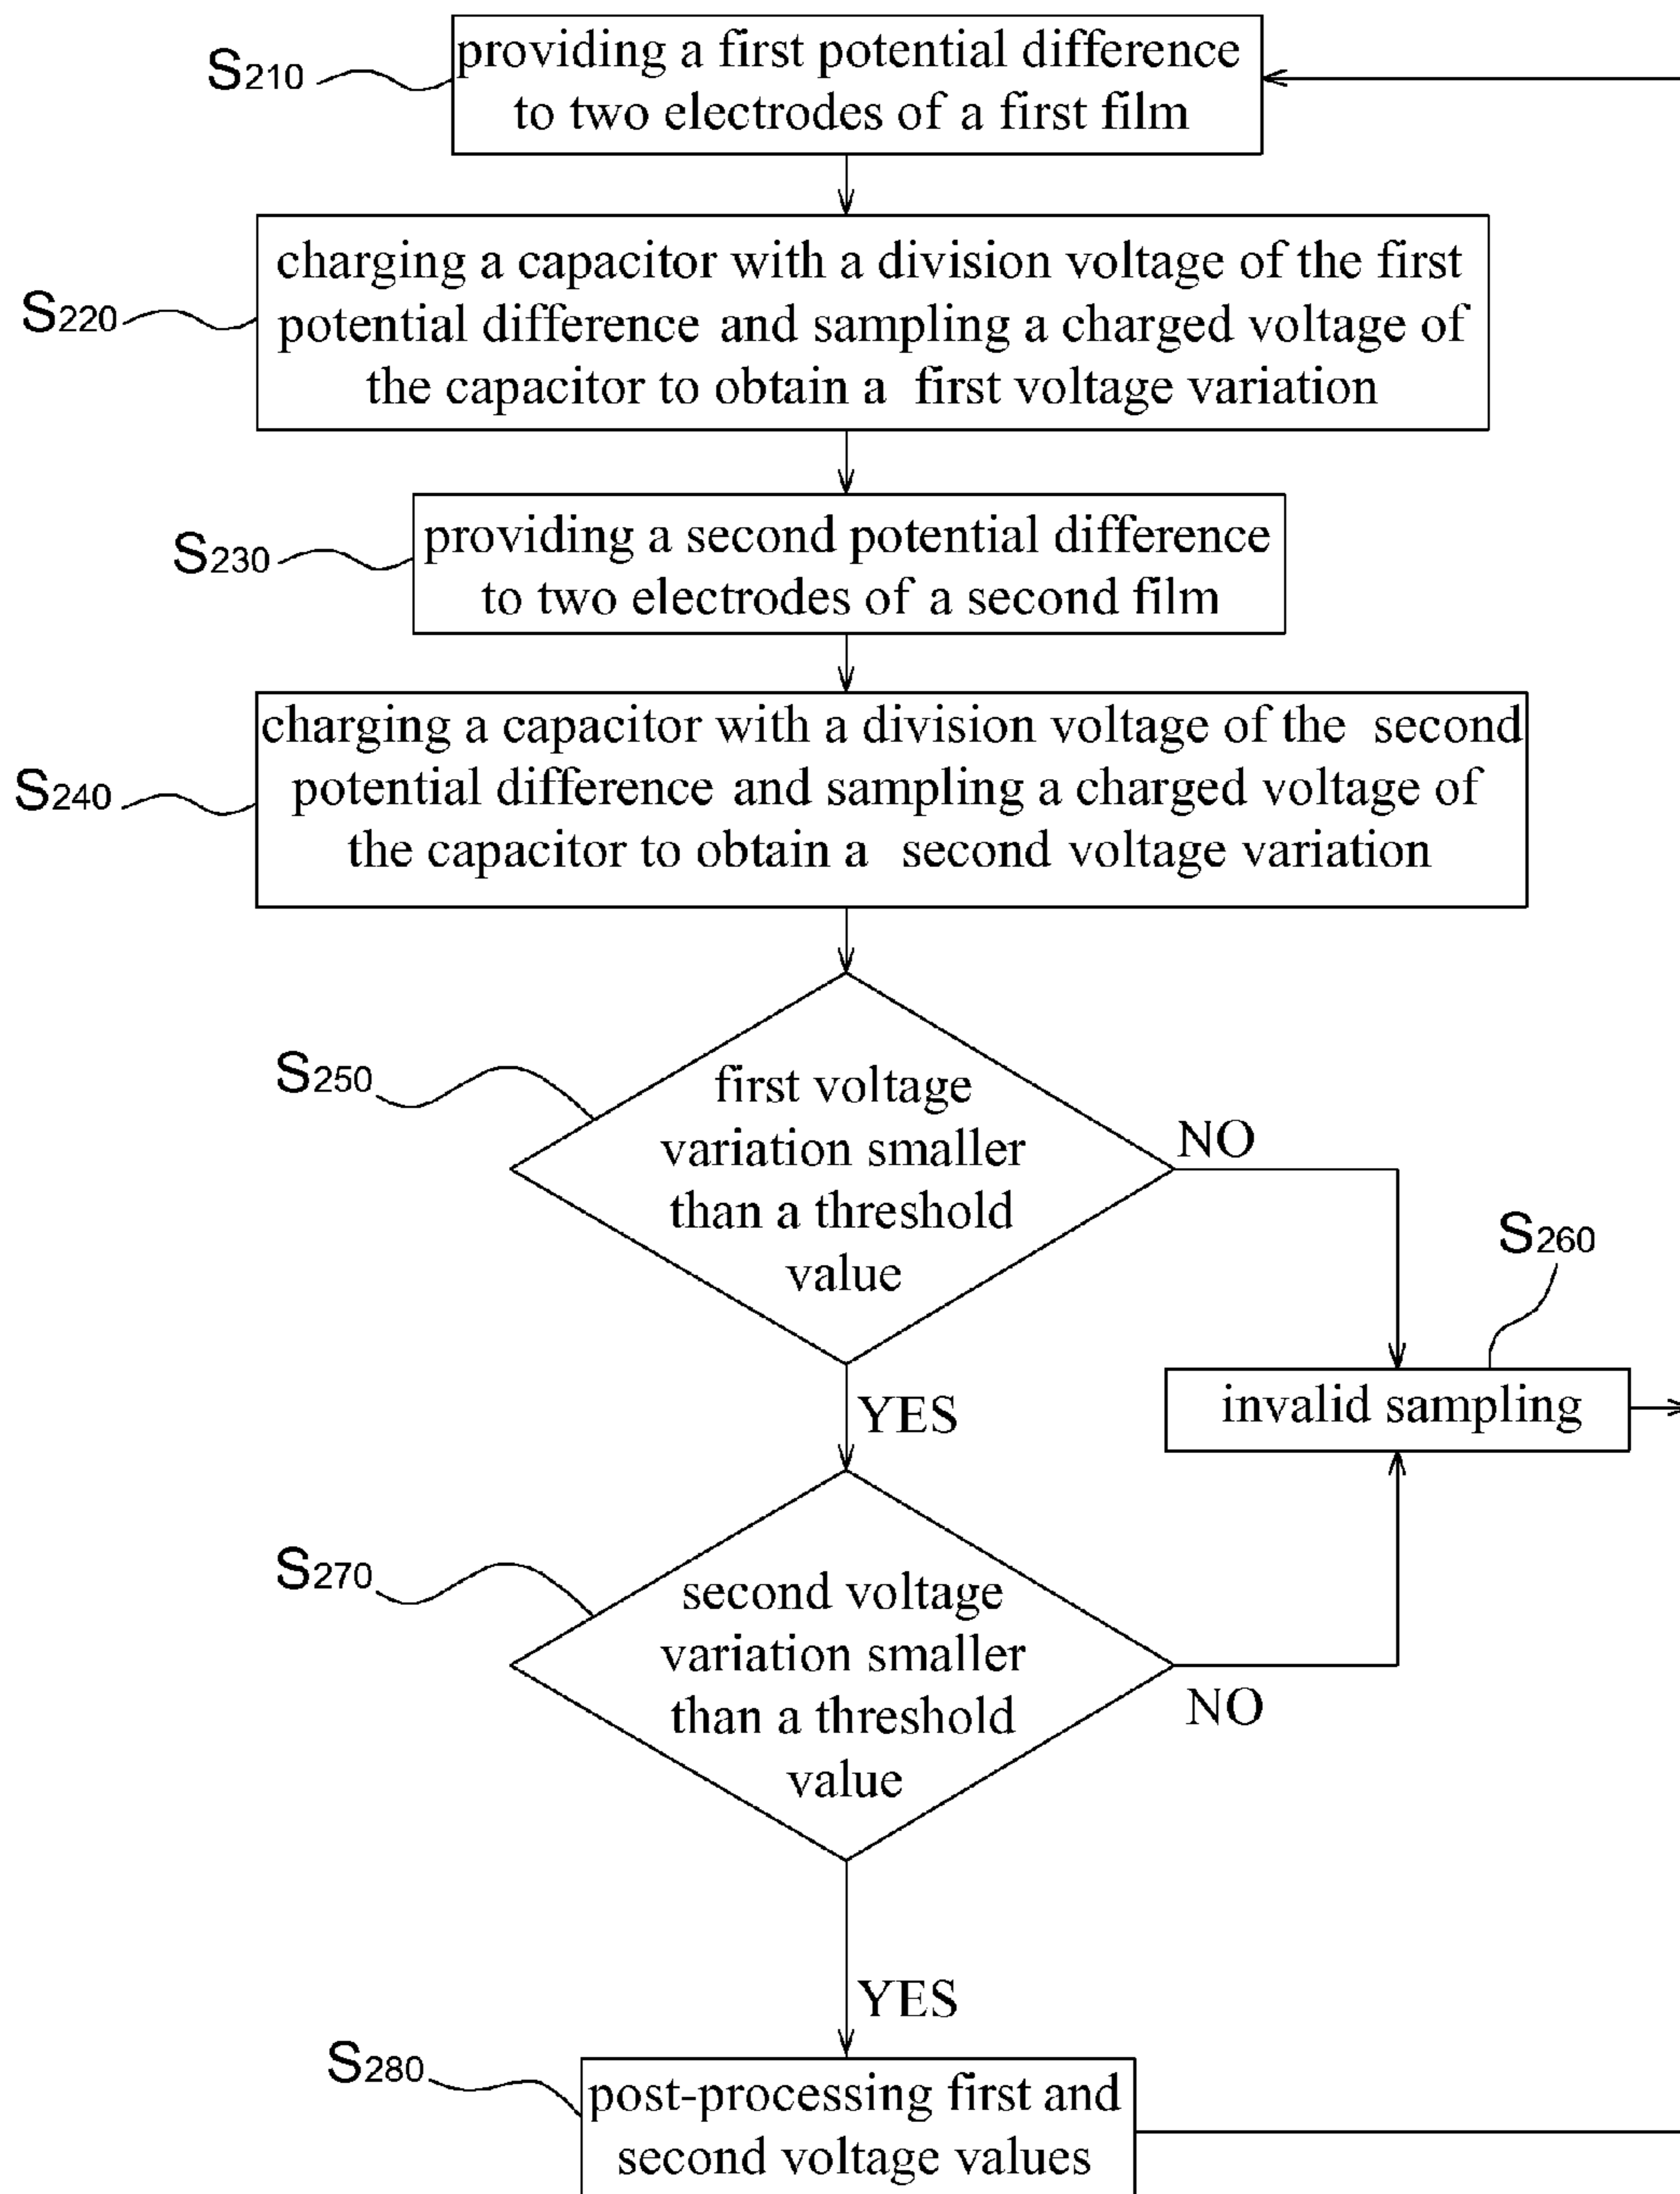 S210
providing a first potential difference
to two electrodes of a first film
S220
charging a capacitor with a division voltage of the first
potential difference and sampling a charged voltage of
the capacitor to obtain a first voltage variation
S230
providing a second potential difference
to two electrodes of a second film
S240
charging a capacitor with a division voltage of the second
potential difference and sampling a charged voltage of
the capacitor to obtain a second voltage variation
S250
first voltage
variation smaller
than a threshold
value
NO
S260
invalid sampling
YES
S270
second voltage
variation smaller
than a threshold
value
NO
YES
S280
post-processing first and
second voltage values